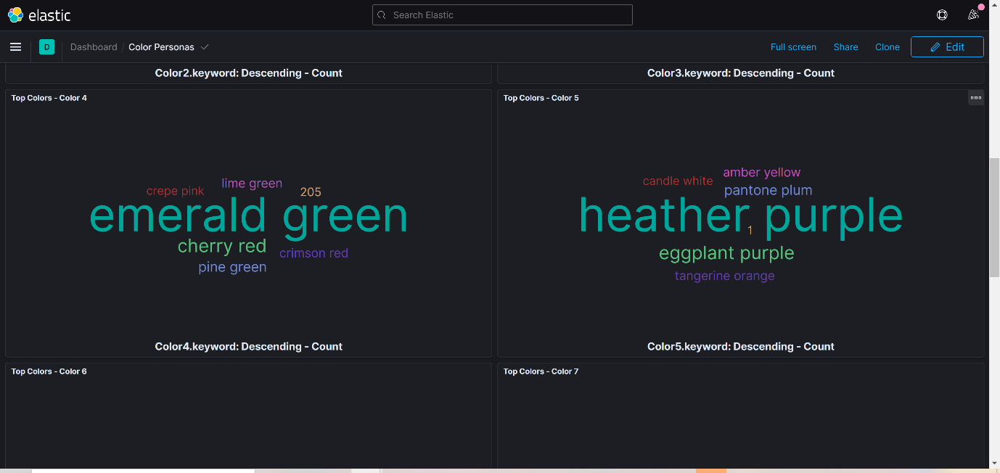 elastic
Search Elastic
D
Dashboard / Color Personas
Full screen
Share
Clone
Edit
Color2.keyword: Descending - Count
Color3.keyword: Descending - Count
Top Colors - Color 4
lime green
crepe pink
205
emerald green
cherry red
crimson red
pine green
Color4.keyword: Descending - Count
Top Colors - Color 5
amber yellow
candle white
pantone plum
heather purple
1
eggplant purple
tangerine orange
Color5.keyword: Descending - Count
Top Colors - Color 6
Top Colors - Color 7